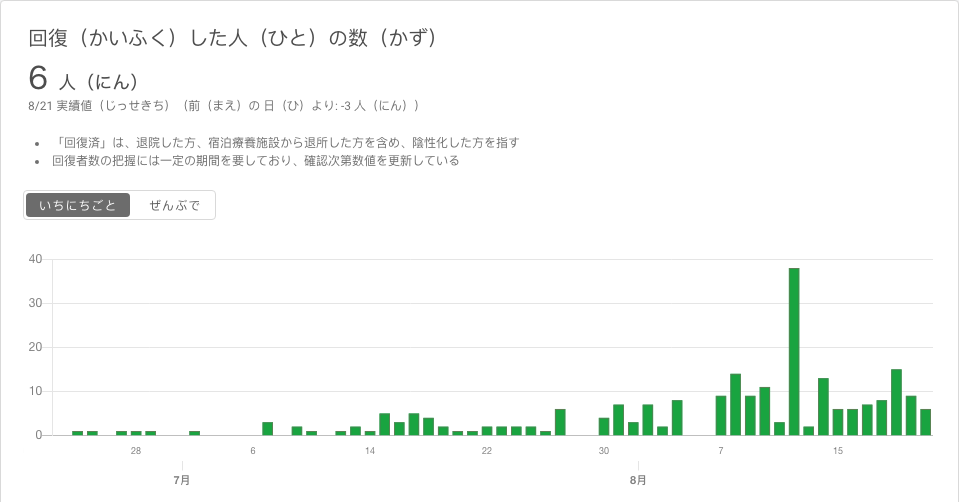 回復（かいふく）した人（ひと）の数（かず）
6 人（にん）
8/21 実績値（じっせきち）（前（まえ）の 日（ひ）より: -3 人（にん））
• 「回復済」は、退院した方、宿泊療養施設から退所した方を含め、陰性化した方を指す
• 回復者数の把握には一定の期間を要しており、確認次第数値を更新している
いちにちごと ぜんぶで
40
30
20
10
0
28 6 14 22 30 7 15
7月 8月